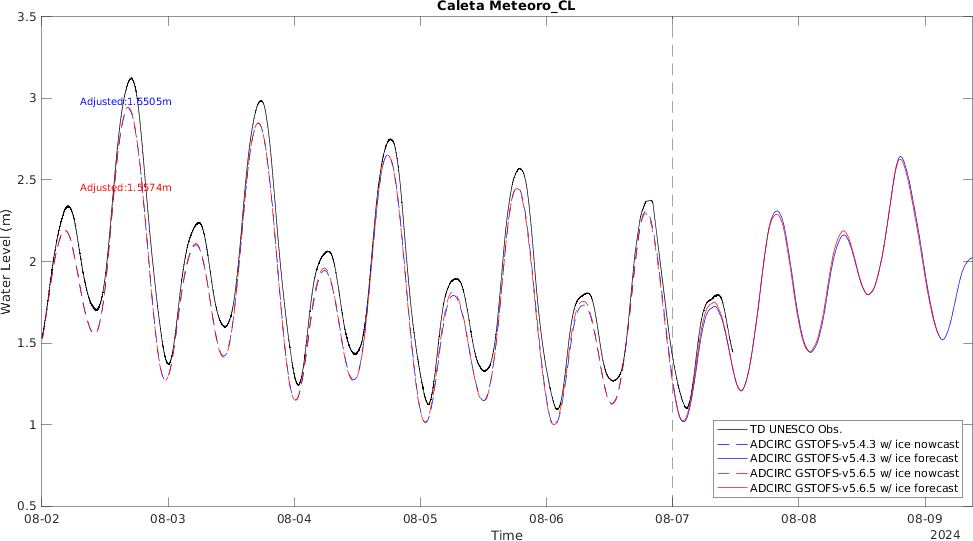 Caleta Meteoro_CL
3.5
3
2.5
2
1.5
1
0.5
Water Level (m)
Adjusted:1.5505m
Adjusted:1.5574m
TD UNESCO Obs.
ADCIRC GSTOFS-v5.4.3 w/ ice nowcast
ADCIRC GSTOFS-v5.4.3 w/ ice forecast
ADCIRC GSTOFS-v5.6.5 w/ ice nowcast
ADCIRC GSTOFS-v5.6.5 w/ ice forecast
08-02 08-03 08-04 08-05 08-06 08-07 08-08 08-09
Time
2024